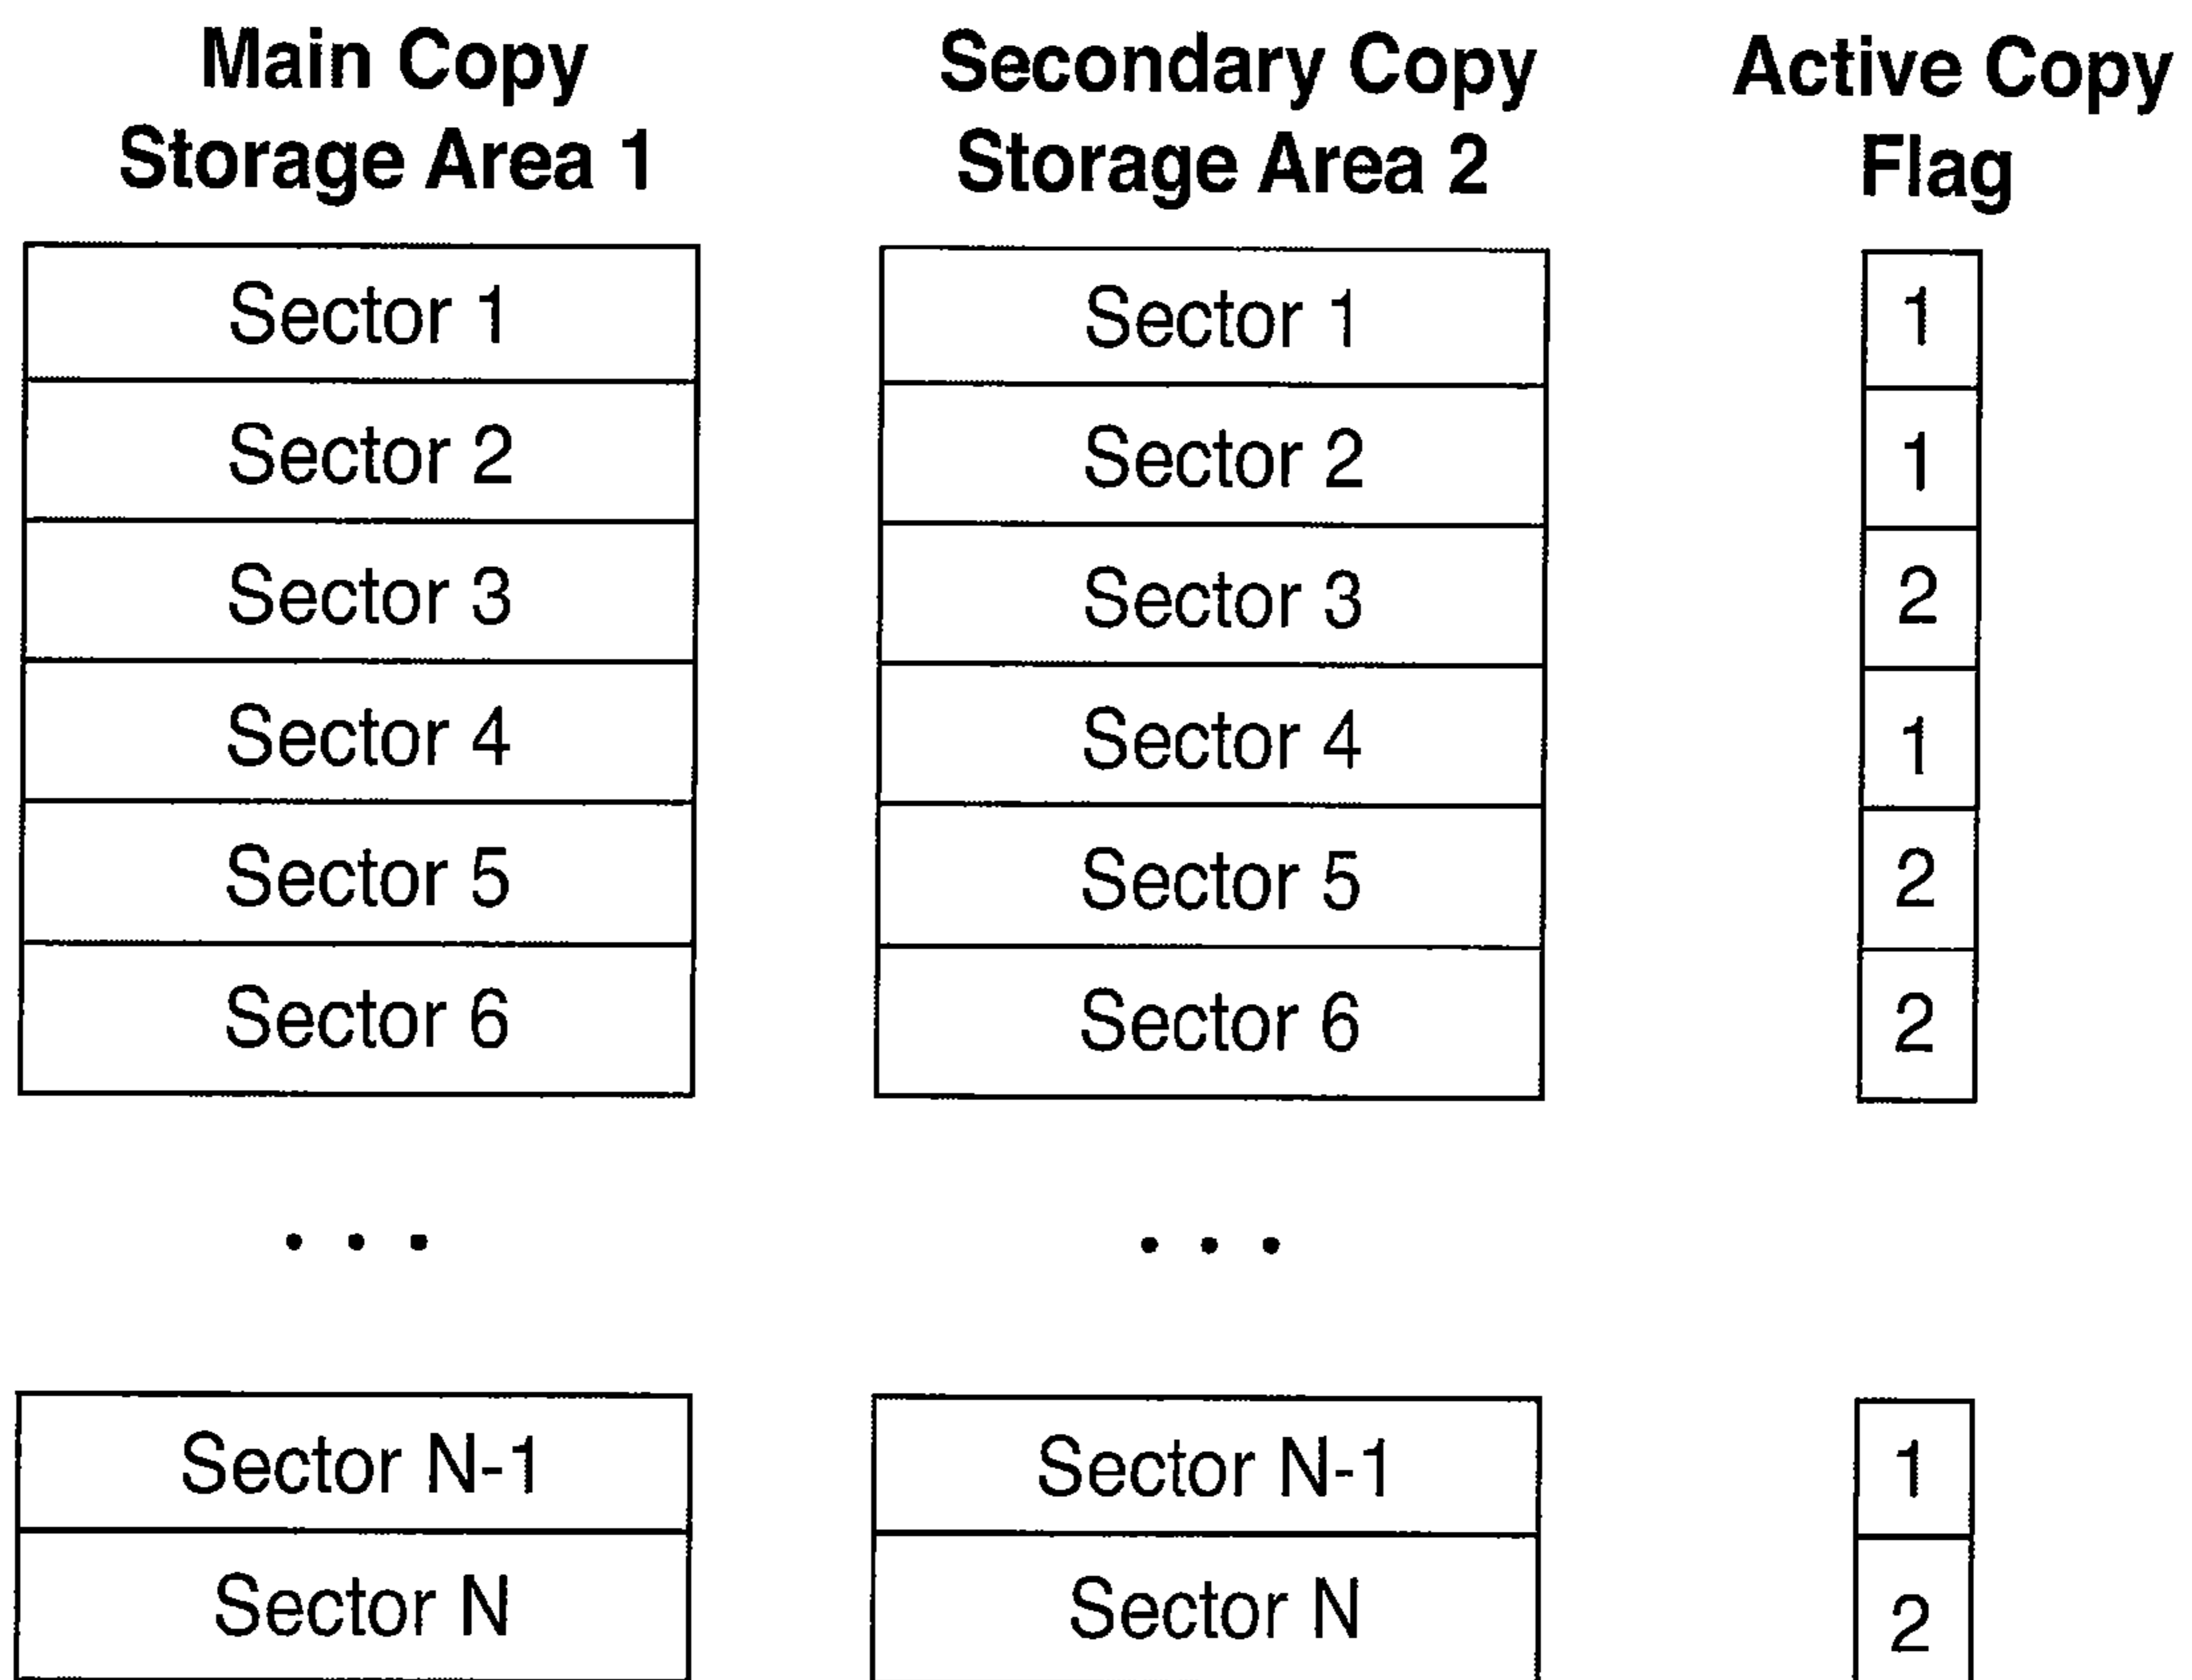 Main Copy
Storage Area 1
Secondary Copy
Storage Area 2
Active Copy
Flag
Sector 1
Sector 1
1
Sector 2
Sector 2
1
Sector 3
Sector 3
2
Sector 4
Sector 4
1
Sector 5
Sector 5
2
Sector 6
Sector 6
2
. . .
. . .
Sector N-1
Sector N-1
1
Sector N
Sector N
2